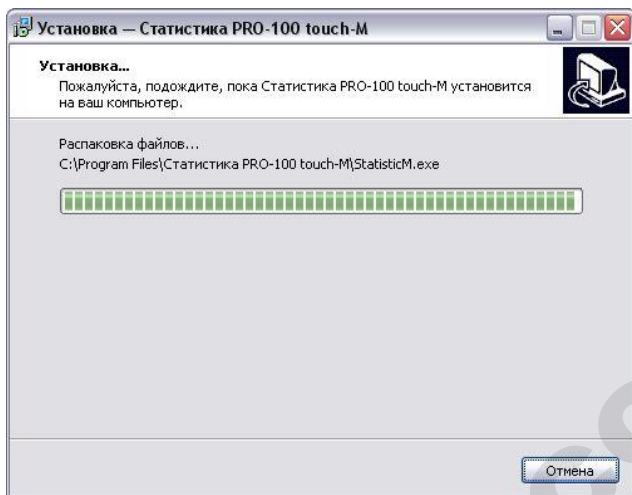 Установка — Статистика PRO-100 touch-M
Установка...
Пожалуйста, подождите, пока Статистика PRO-100 touch-M установится
на ваш компьютер.
Распаковка файлов...
C:\Program Files\Статистика PRO-100 touch-M\StatisticM.exe
Отмена